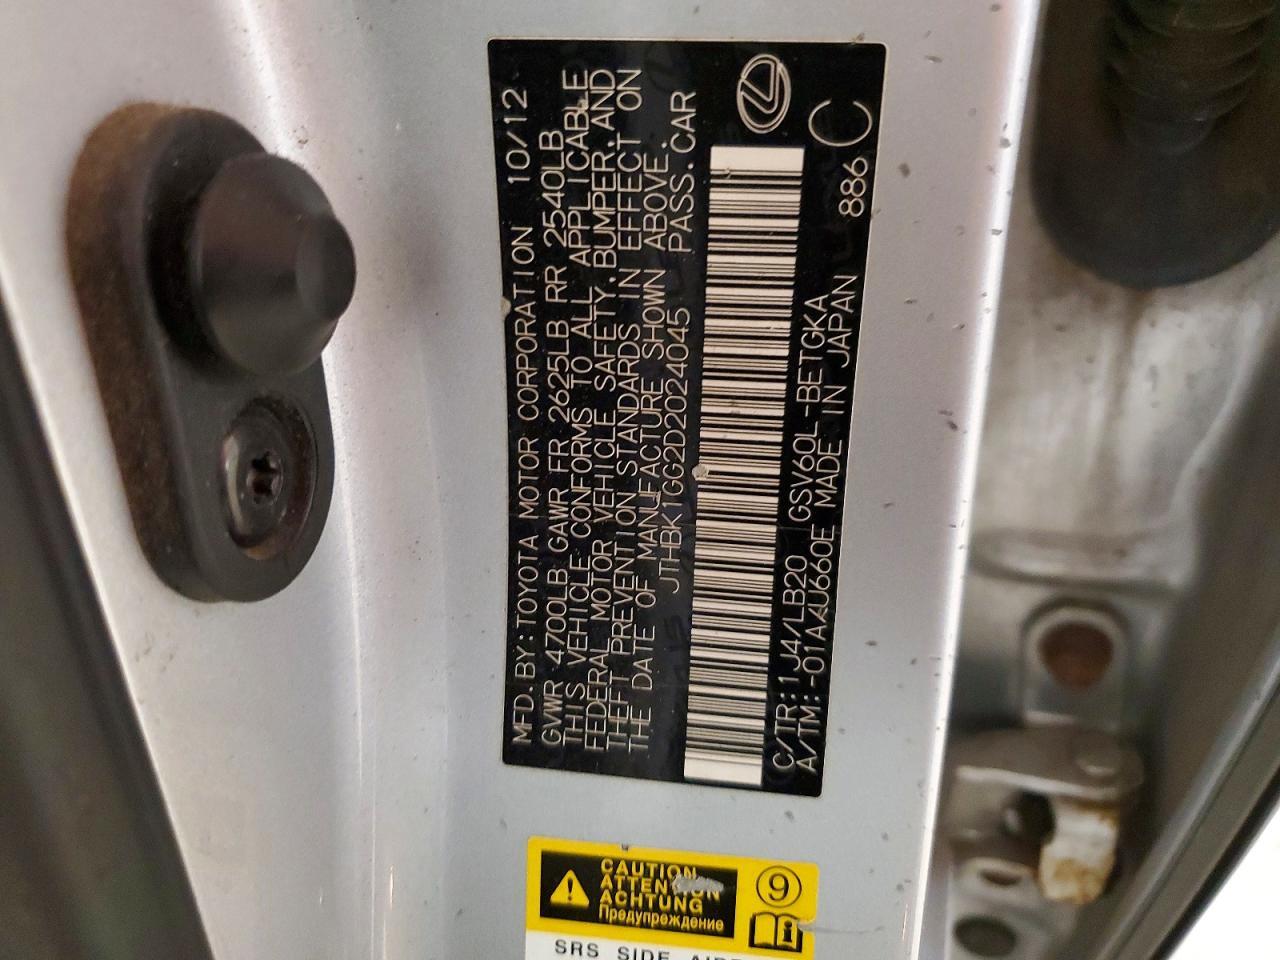 MFD. BY: TOYOTA MOTOR CORPORATION 10/12
GVWR 4700LB GAWR FR 2625LB RR 2540LB
THIS VEHICLE CONFORMS TO ALL APPLICABLE
FEDERAL MOTOR VEHICLE SAFETY, BUMPER, AND
THEFT PREVENTION STANDARDS IN EFFECT ON
THE DATE OF MANUFACTURE SHOWN ABOVE.
JTHBK1GG2D2024045 PASS. CAR
C/TR: 1J4/LB20 GSV60L-BETGKA 886 C
A/TM: -01A/U660E MADE IN JAPAN
CAUTION
ATTENTION
ACHTUNG
Предупреждение
9
i
SRS SIDE